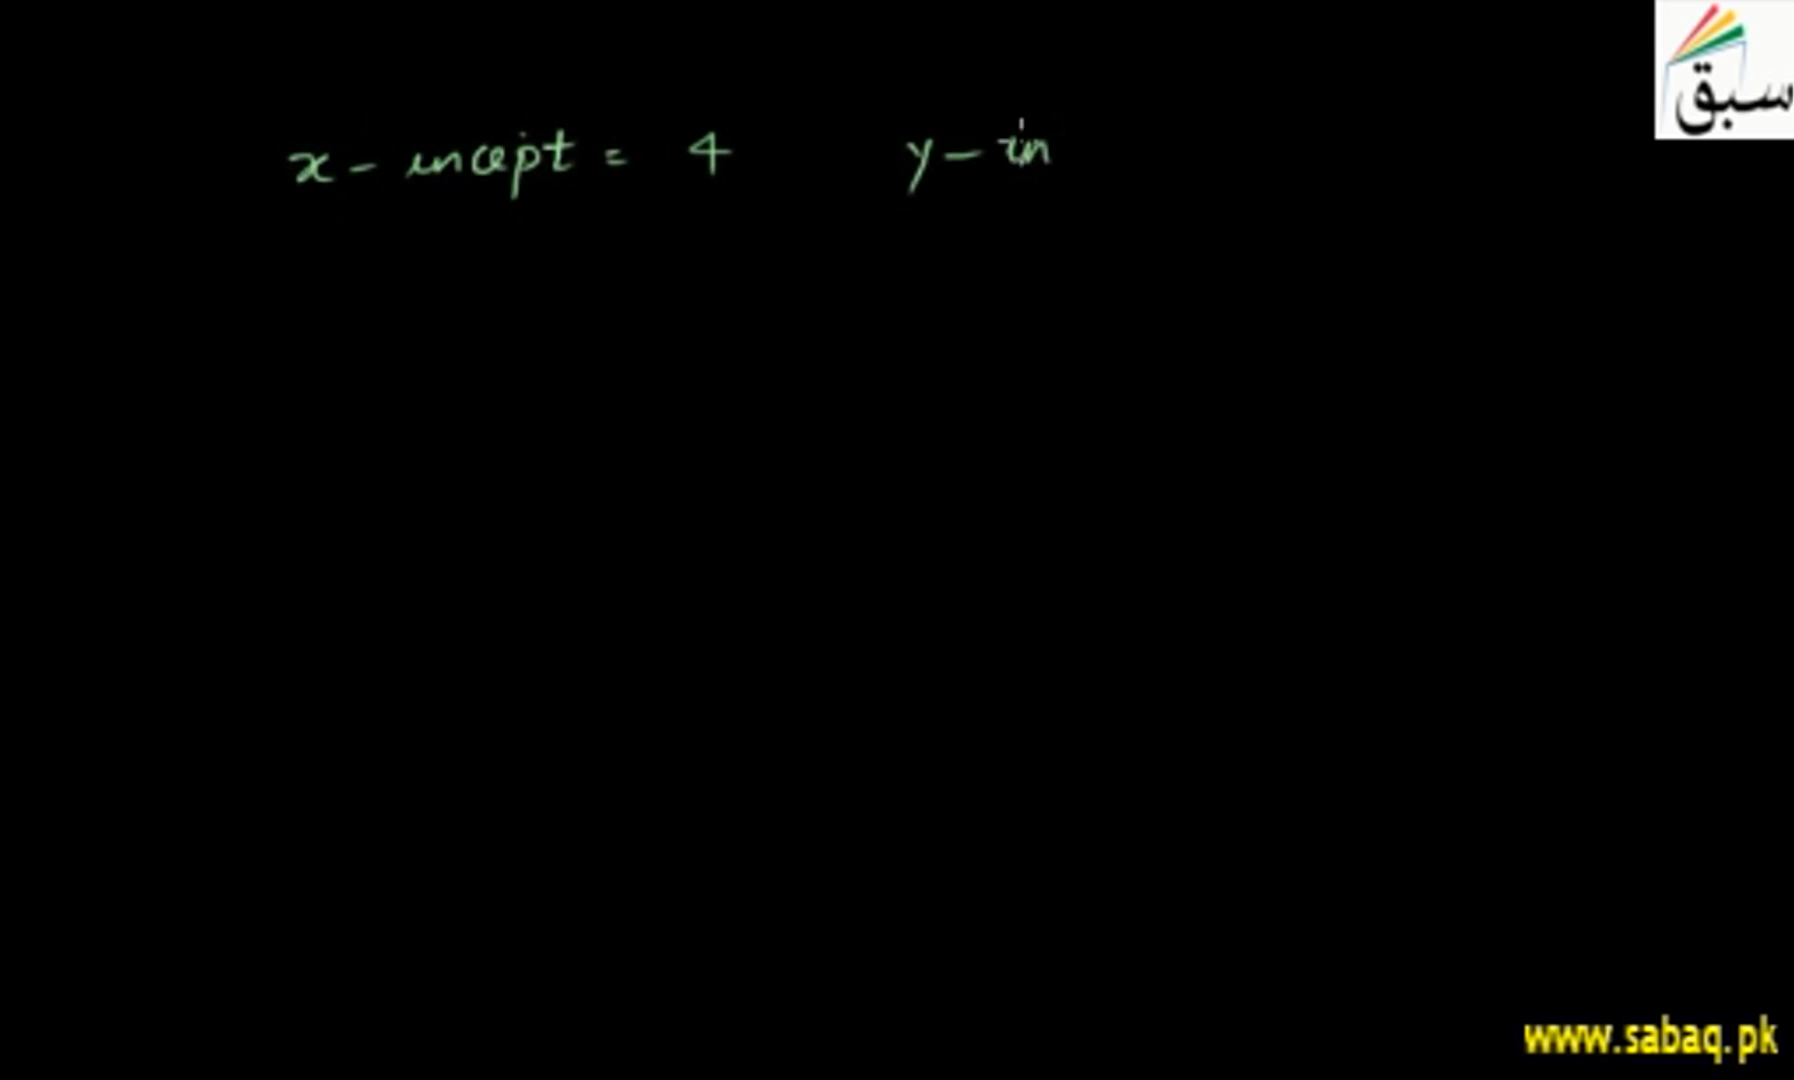 سبق
x - incept = 4 y - in
www.sabaq.pk